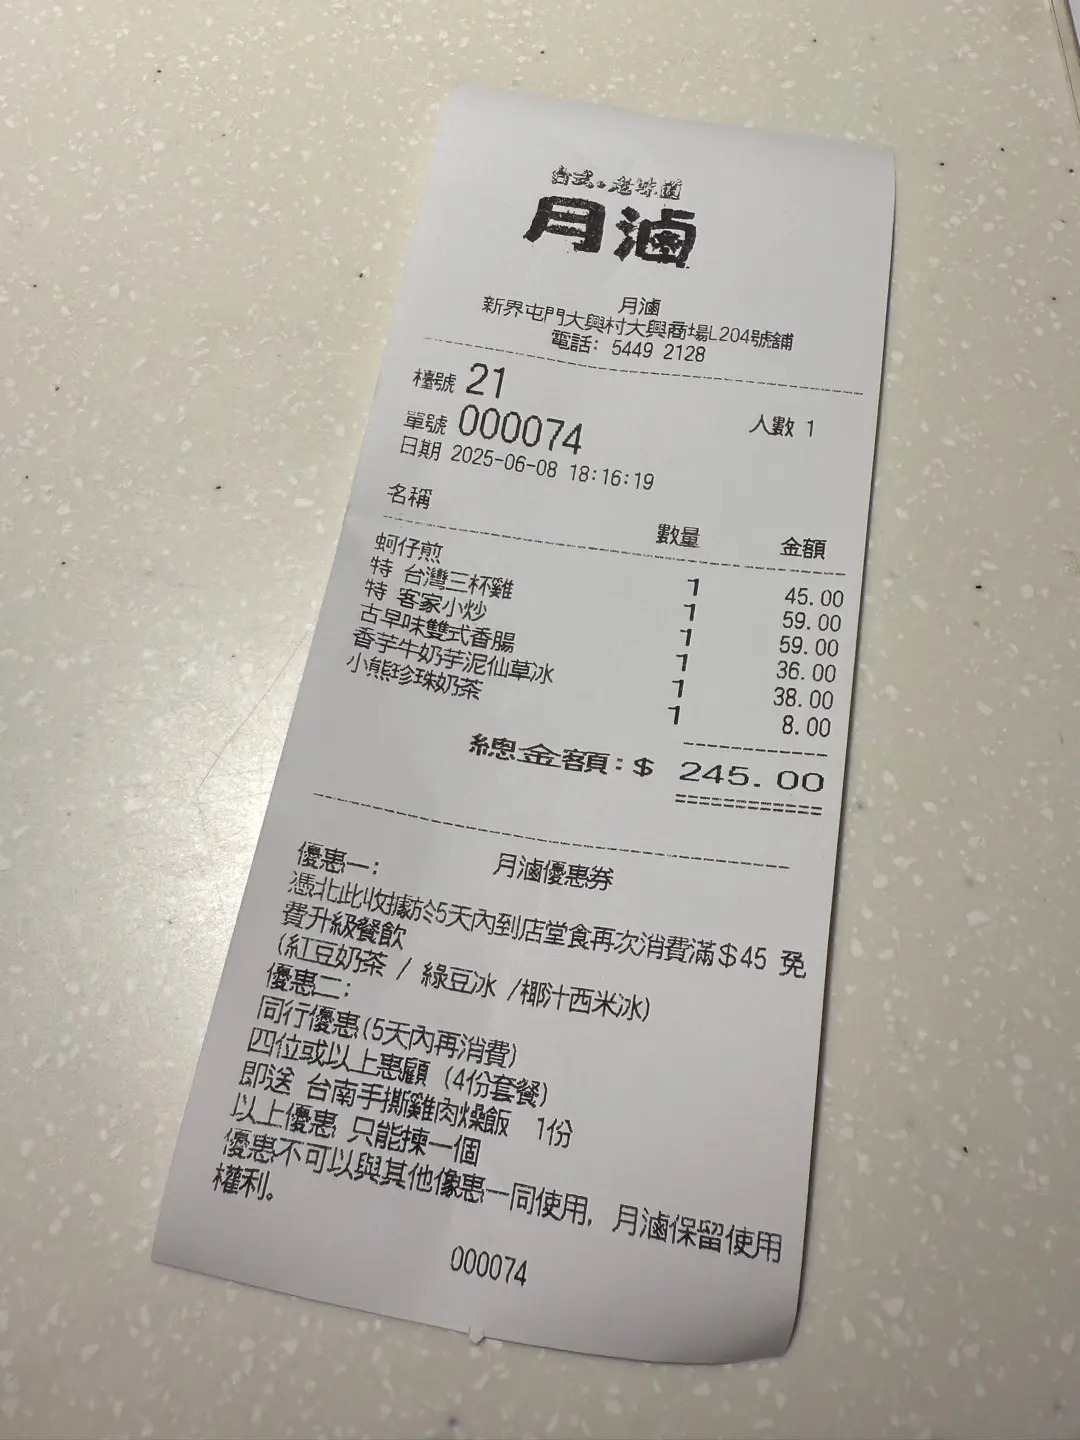 台式。老味道
月滷
月滷
新界屯門大興村大興商場L204號舖
電話: 5449 2128
檯號 21 人數 1
單號 000074
日期 2025-06-08 18:16:19
名稱 數量 金額
蚵仔煎 1 45.00
特 台灣三杯雞 1 59.00
特 客家小炒 1 59.00
古早味雙式香腸 1 36.00
香芋牛奶芋泥仙草冰 1 38.00
小熊珍珠奶茶 1 8.00
總金額:$ 245.00
月滷優惠券
優惠一:
憑北此收據於5天內到店堂食再次消費滿$45 免
費升級餐飲
(紅豆奶茶 / 綠豆冰 /椰汁西米冰)
優惠二:
同行優惠(5天內再消費)
四位或以上惠顧 (4份套餐)
即送 台南手撕雞肉燥飯 1份
以上優惠 只能揀一個
優惠不可以與其他像惠一同使用, 月滷保留使用
權利。
000074